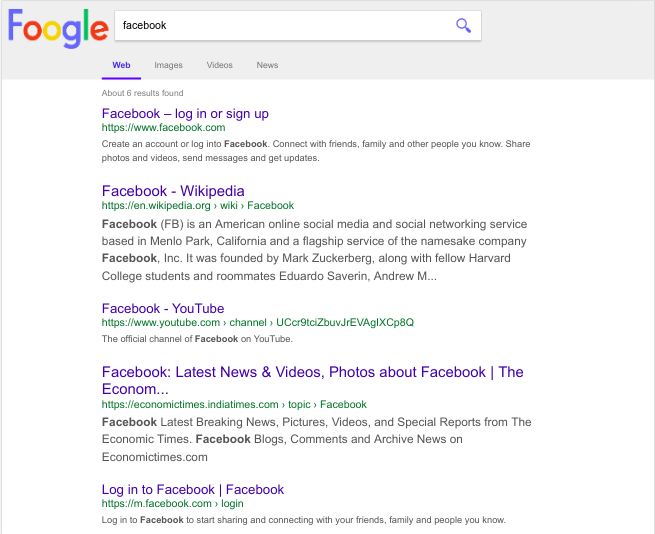 Foogle
facebook
Web Images Videos News
About 6 results found
Facebook – log in or sign up
https://www.facebook.com
Create an account or log into Facebook. Connect with friends, family and other people you know. Share
photos and videos, send messages and get updates.
Facebook - Wikipedia
https://en.wikipedia.org › wiki › Facebook
Facebook (FB) is an American online social media and social networking service
based in Menlo Park, California and a flagship service of the namesake company
Facebook, Inc. It was founded by Mark Zuckerberg, along with fellow Harvard
College students and roommates Eduardo Saverin, Andrew M...
Facebook - YouTube
https://www.youtube.com › channel › UCcr9tciZbuvJrEVAgIXCp8Q
The official channel of Facebook on YouTube.
Facebook: Latest News & Videos, Photos about Facebook | The
Econom...
https://economictimes.indiatimes.com › topic › Facebook
Facebook Latest Breaking News, Pictures, Videos, and Special Reports from The
Economic Times. Facebook Blogs, Comments and Archive News on
Economictimes.com
Log in to Facebook | Facebook
https://m.facebook.com › login
Log in to Facebook to start sharing and connecting with your friends, family and people you know.